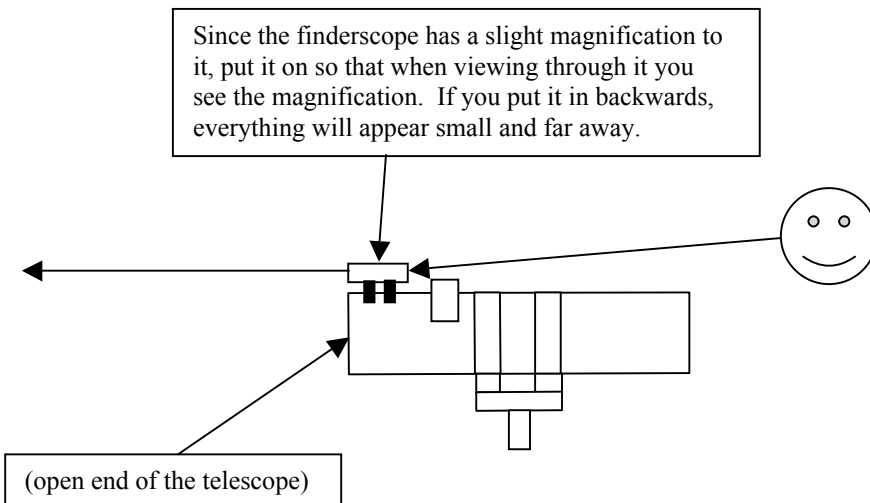 Since the finderscope has a slight magnification to
it, put it on so that when viewing through it you
see the magnification.  If you put it in backwards,
everything will appear small and far away.
(open end of the telescope)